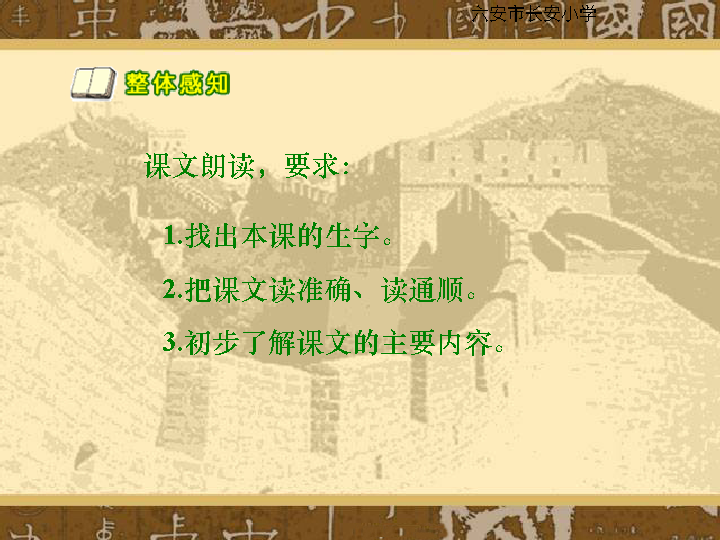 六安市长安小学
整体感知
课文朗读，要求：
1.找出本课的生字。
2.把课文读准确、读通顺。
3.初步了解课文的主要内容。